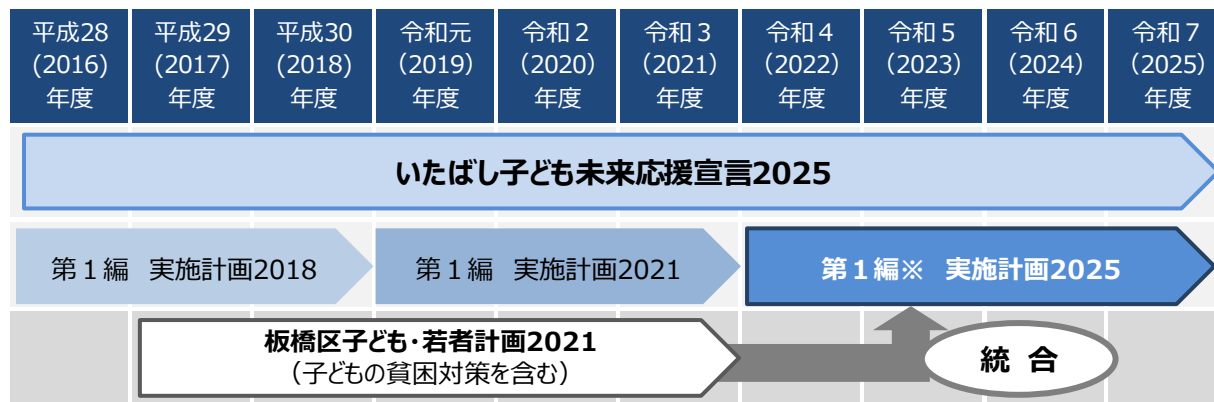 平成28
(2016)
年度
平成29
(2017)
年度
平成30
(2018)
年度
令和元
（2019）
年度
令和２
（2020）
年度
令和３
（2021）
年度
令和４
（2022）
年度
令和５
（2023）
年度
令和６
（2024）
年度
令和７
（2025）
年度
いたばし子ども未来応援宣言2025
第１編　実施計画2018
第１編　実施計画2021
第１編※　実施計画2025
板橋区子ども・若者計画2021
（子どもの貧困対策を含む）
統 合